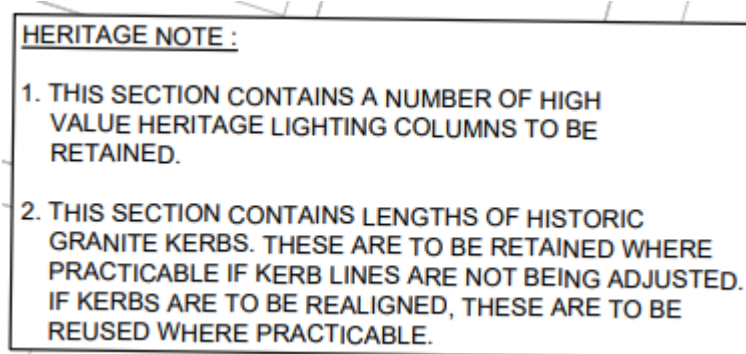 HERITAGE NOTE :
1. THIS SECTION CONTAINS A NUMBER OF HIGH
VALUE HERITAGE LIGHTING COLUMNS TO BE
RETAINED.
2. THIS SECTION CONTAINS LENGTHS OF HISTORIC
GRANITE KERBS. THESE ARE TO BE RETAINED WHERE
PRACTICABLE IF KERB LINES ARE NOT BEING ADJUSTED.
IF KERBS ARE TO BE REALIGNED, THESE ARE TO BE
REUSED WHERE PRACTICABLE.